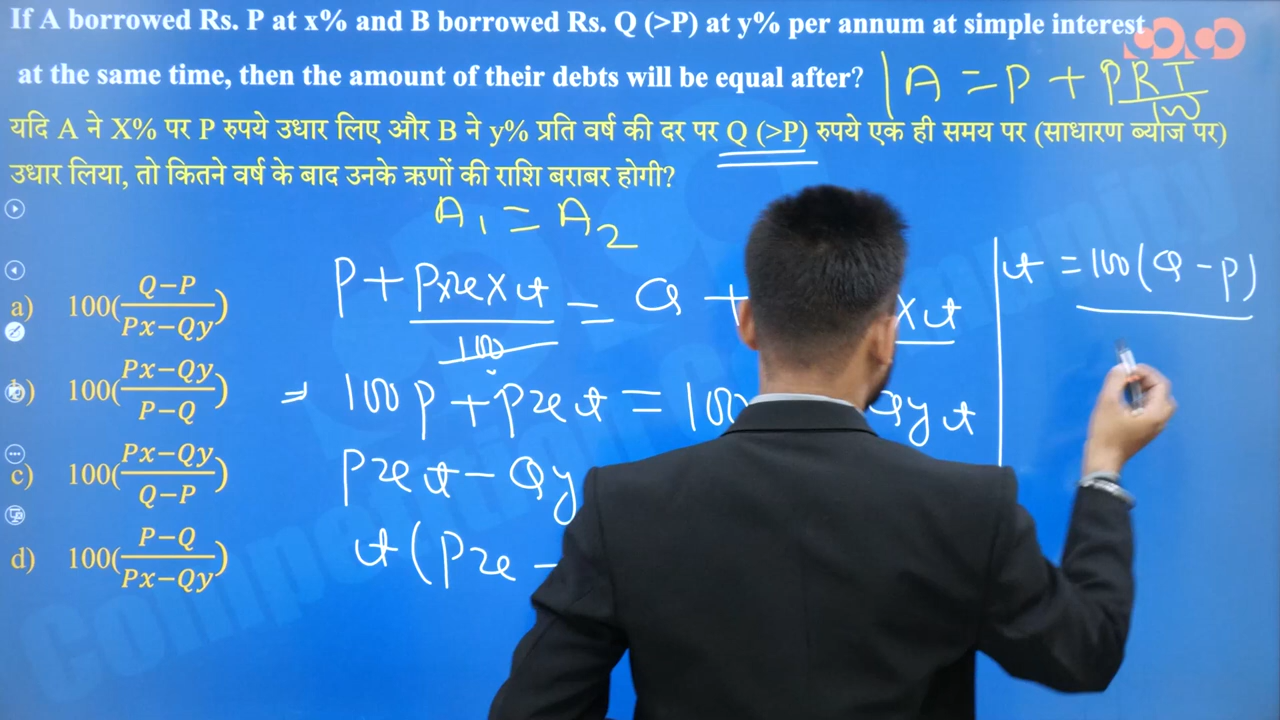 If A borrowed Rs. P at x% and B borrowed Rs. Q (>P) at y% per annum at simple interest
at the same time, then the amount of their debts will be equal after?
A = P + PRT/100
यदि A ने X% पर P रुपये उधार लिए और B ने y% प्रति वर्ष की दर पर Q (>P) रुपये एक ही समय पर (साधारण ब्याज पर)
उधार लिया, तो कितने वर्ष के बाद उनके ऋणों की राशि बराबर होगी?
A₁ = A₂
a) 100(Q−P/Px−Qy)
b) 100(Px−Qy/P−Q)
c) 100(Px−Qy/Q−P)
d) 100(P−Q/Px−Qy)
P + P×x×t/100 = Q + ×t
⇒ 100P + Pxt = 100 Qyt
Pxt − Qy
t(Px −
t = 100(Q − P)
Competition Community